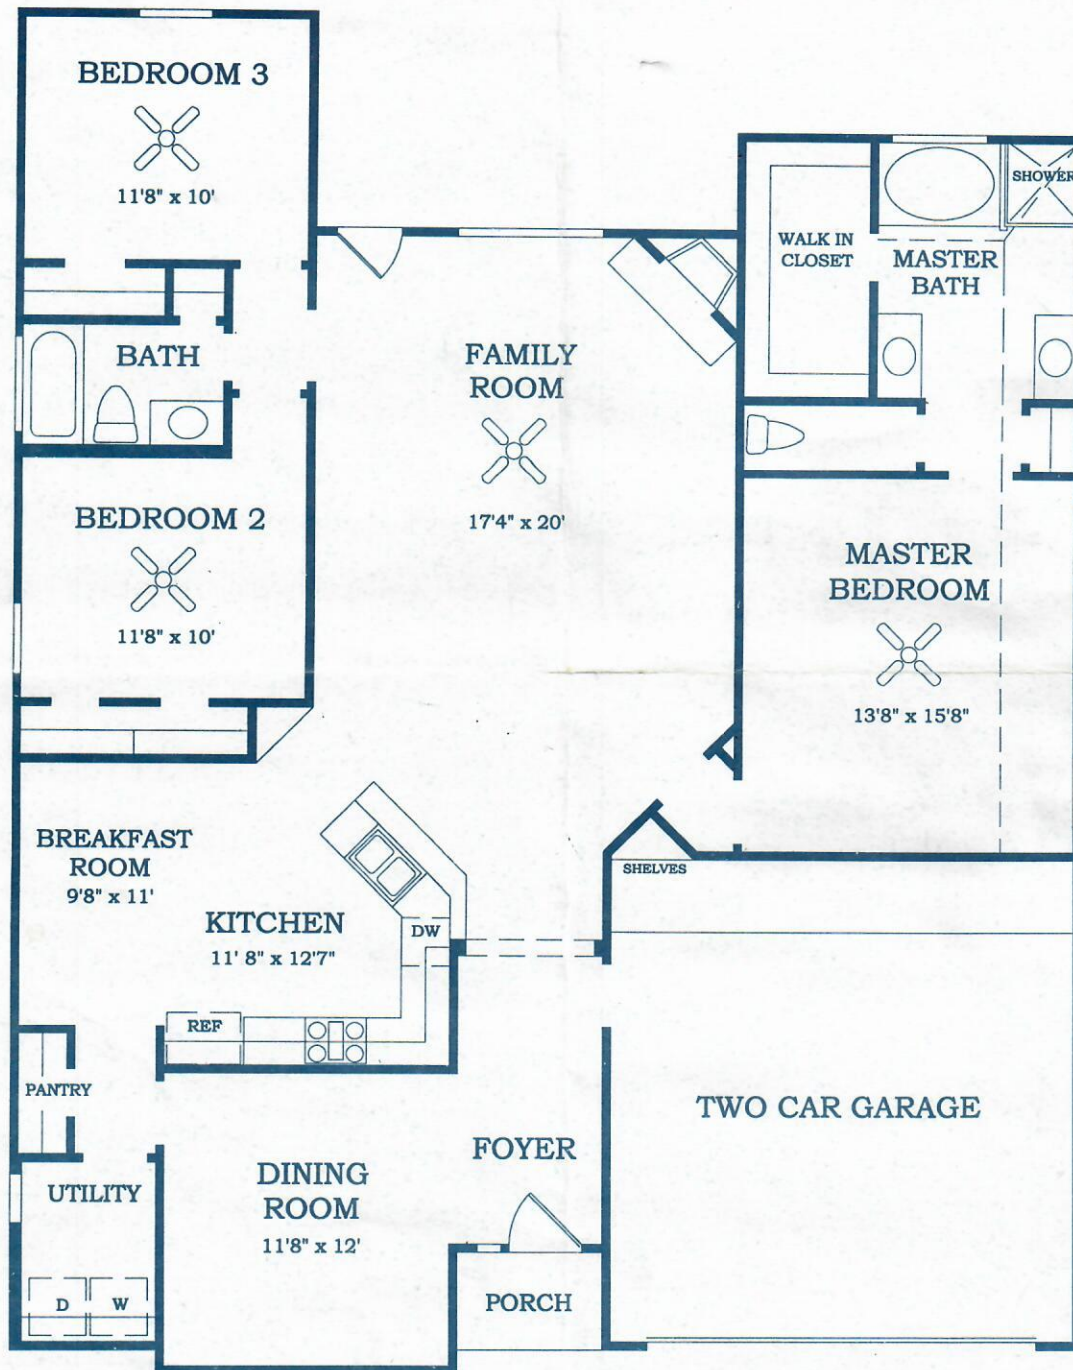 BEDROOM 3
11'8" x 10'
BATH
BEDROOM 2
11'8" x 10'
FAMILY
ROOM
17'4" x 20'
WALK IN
CLOSET
MASTER
BATH
SHOWER
MASTER
BEDROOM
13'8" x 15'8"
BREAKFAST
ROOM
9'8" x 11'
KITCHEN
11' 8" x 12'7"
DW
REF
SHELVES
PANTRY
UTILITY
D
W
DINING
ROOM
11'8" x 12'
FOYER
PORCH
TWO CAR GARAGE